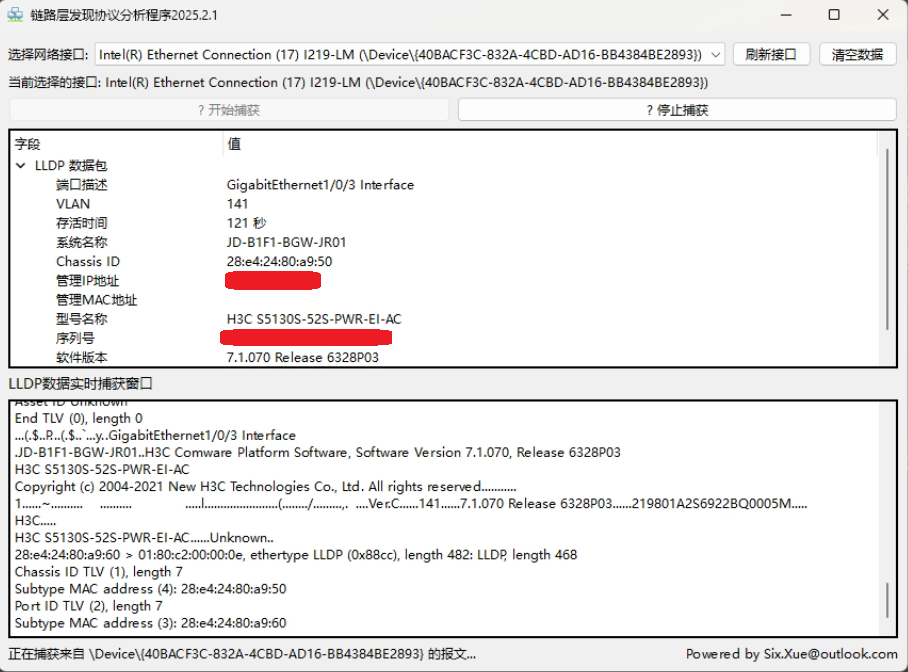 链路层发现协议分析程序2025.2.1
选择网络接口: Intel(R) Ethernet Connection (17) I219-LM (\Device\{40BACF3C-832A-4CBD-AD16-BB4384BE2893}) 刷新接口 清空数据
当前选择的接口: Intel(R) Ethernet Connection (17) I219-LM (\Device\{40BACF3C-832A-4CBD-AD16-BB4384BE2893})
? 开始捕获 ? 停止捕获
字段 值
LLDP 数据包
端口描述 GigabitEthernet1/0/3 Interface
VLAN 141
存活时间 121 秒
系统名称 JD-B1F1-BGW-JR01
Chassis ID 28:e4:24:80:a9:50
管理IP地址
管理MAC地址
型号名称 H3C S5130S-52S-PWR-EI-AC
序列号
软件版本 7.1.070 Release 6328P03
LLDP数据实时捕获窗口
Asset ID Unknown
End TLV (0), length 0
...(.$..P...(.$..`...y..GigabitEthernet1/0/3 Interface
.JD-B1F1-BGW-JR01..H3C Comware Platform Software, Software Version 7.1.070, Release 6328P03
H3C S5130S-52S-PWR-EI-AC
Copyright (c) 2004-2021 New H3C Technologies Co., Ltd. All rights reserved...........
1......~.......... .......... .....l.......................(......../.........,. ....Ver.C......141......7.1.070 Release 6328P03......219801A2S6922BQ0005M.....
H3C.....
H3C S5130S-52S-PWR-EI-AC......Unknown..
28:e4:24:80:a9:60 > 01:80:c2:00:00:0e, ethertype LLDP (0x88cc), length 482: LLDP, length 468
Chassis ID TLV (1), length 7
Subtype MAC address (4): 28:e4:24:80:a9:50
Port ID TLV (2), length 7
Subtype MAC address (3): 28:e4:24:80:a9:60
正在捕获来自 \Device\{40BACF3C-832A-4CBD-AD16-BB4384BE2893} 的报文... Powered by Six.Xue@outlook.com